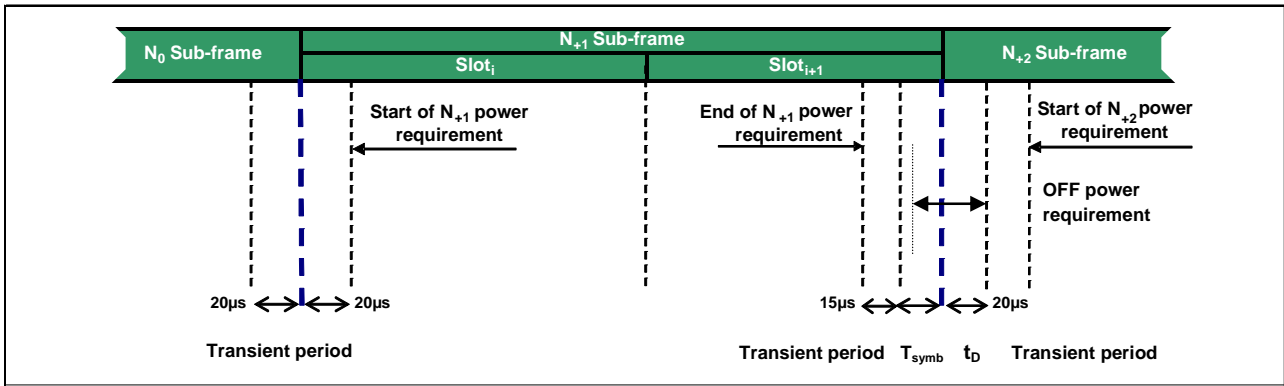 N0 Sub-frame
N+1 Sub-frame
N+2 Sub-frame
Sloti
Sloti+1
Start of N+1 power
requirement
End of N+1 power
requirement
Start of N+2 power
requirement
OFF power
requirement
20µs
20µs
15µs
20µs
Transient period
Transient period
Tsymb
tD
Transient period